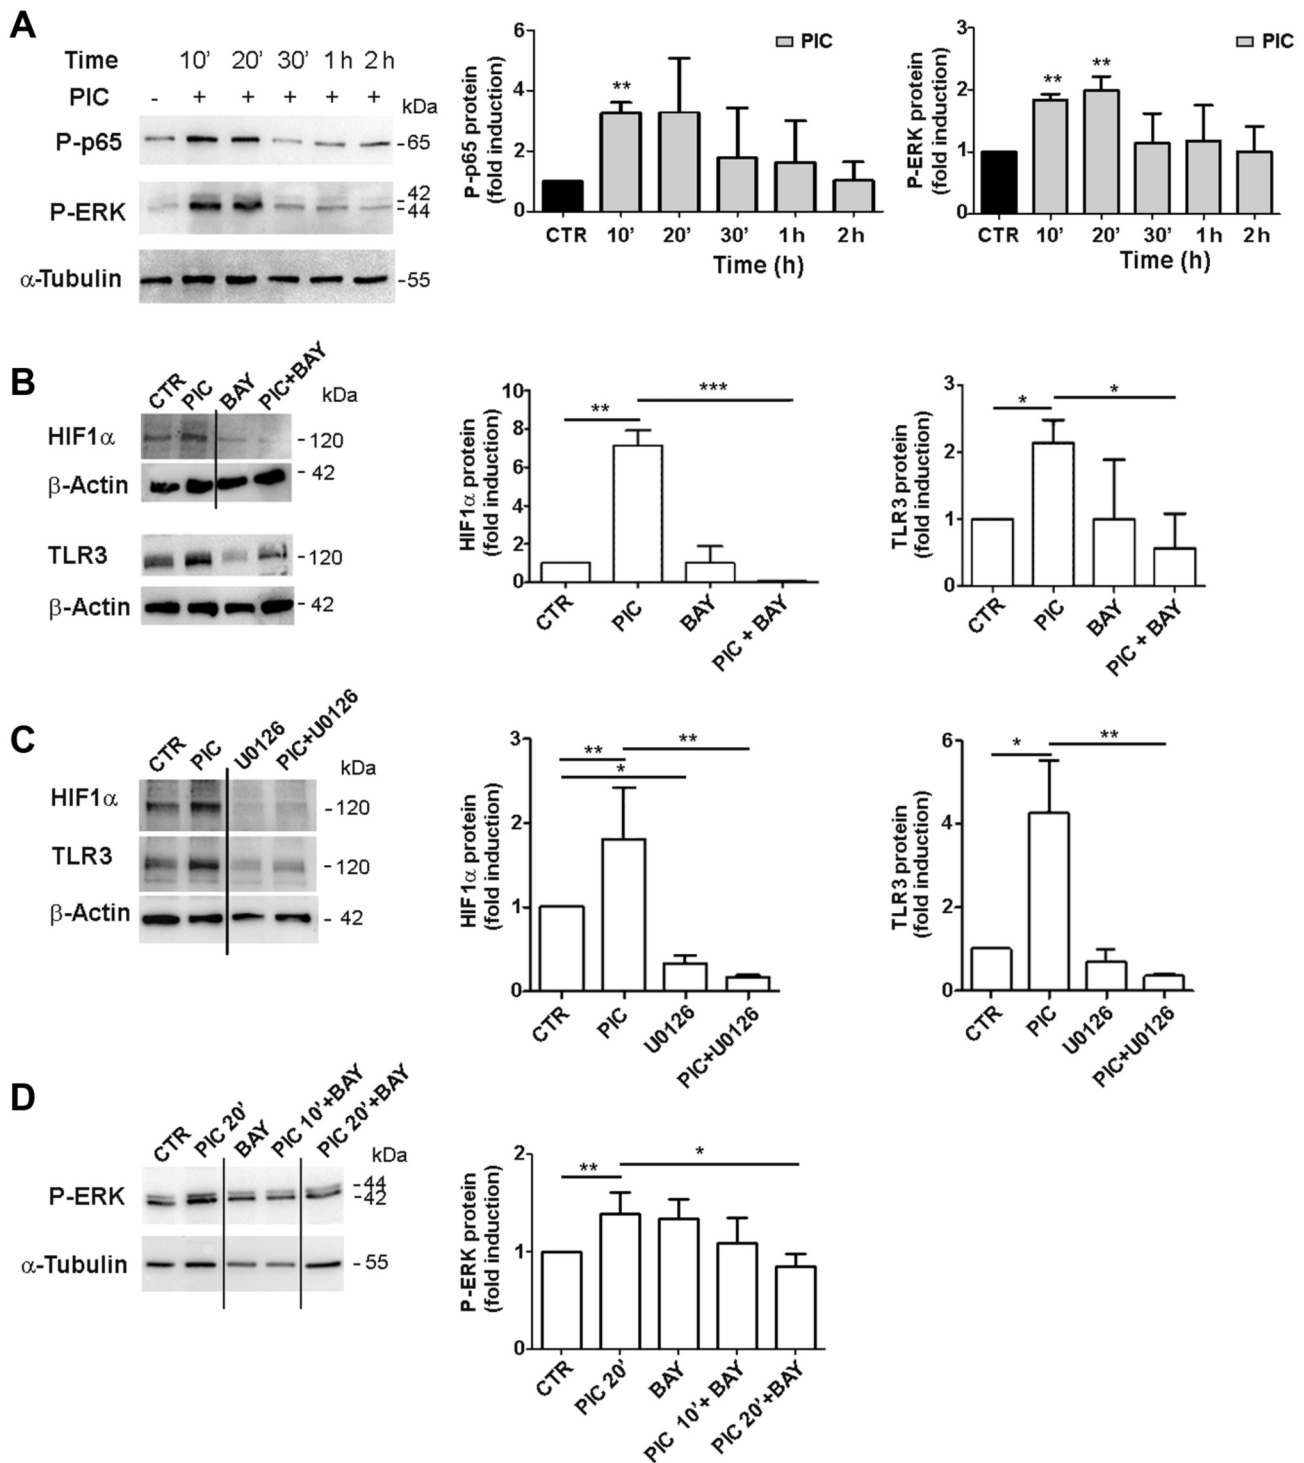 A
Time 10’ 20’ 30’ 1h 2h
PIC - + + + + + kDa
P-p65 -65
P-ERK -42
-44
α-Tubulin -55
P-p65 protein
(fold induction)
6
4
2
0
PIC
**
CTR 10’ 20’ 30’ 1h 2h
Time (h)
P-ERK protein
(fold induction)
3
2
1
0
PIC
** **
CTR 10’ 20’ 30’ 1h 2h
Time (h)
B
CTR PIC BAY PIC+BAY kDa
HIF1α - 120
β-Actin - 42
TLR3 -120
β-Actin - 42
HIF1α protein
(fold induction)
10
8
6
4
2
0
***
**
CTR PIC BAY PIC + BAY
TLR3 protein
(fold induction)
3
2
1
0
* *
CTR PIC BAY PIC + BAY
C
CTR PIC U0126 PIC+U0126 kDa
HIF1α -120
TLR3 -120
β-Actin - 42
HIF1α protein
(fold induction)
3
2
1
0
** **
*
CTR PIC U0126 PIC+U0126
TLR3 protein
(fold induction)
6
4
2
0
* **
CTR PIC U0126 PIC+U0126
D
CTR PIC 20’ BAY PIC 10’+BAY PIC 20’+BAY kDa
P-ERK -44
-42
α-Tubulin -55
P-ERK protein
(fold induction)
2
1
0
** *
CTR PIC 20’ BAY PIC 10’+ BAY PIC 20’+BAY